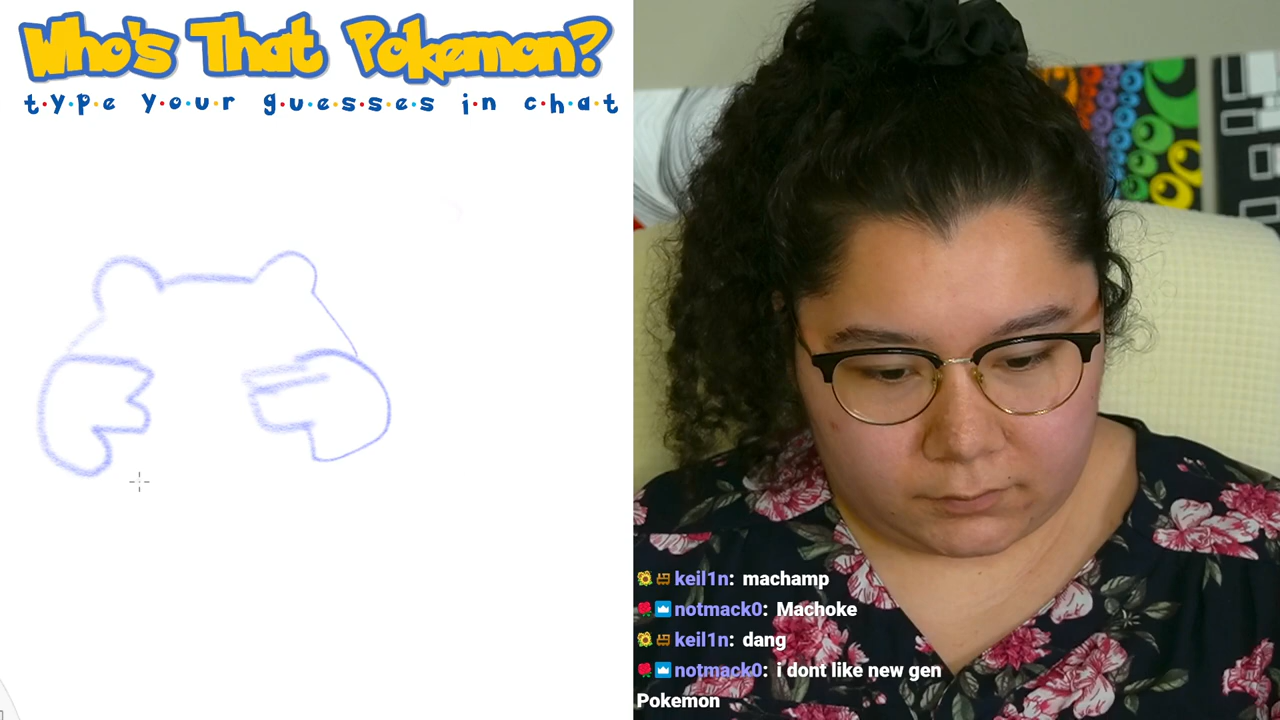 Who's That Pokemon?
type your guesses in chat
keil1n: machamp
notmack0: Machoke
keil1n: dang
notmack0: i dont like new gen
Pokemon